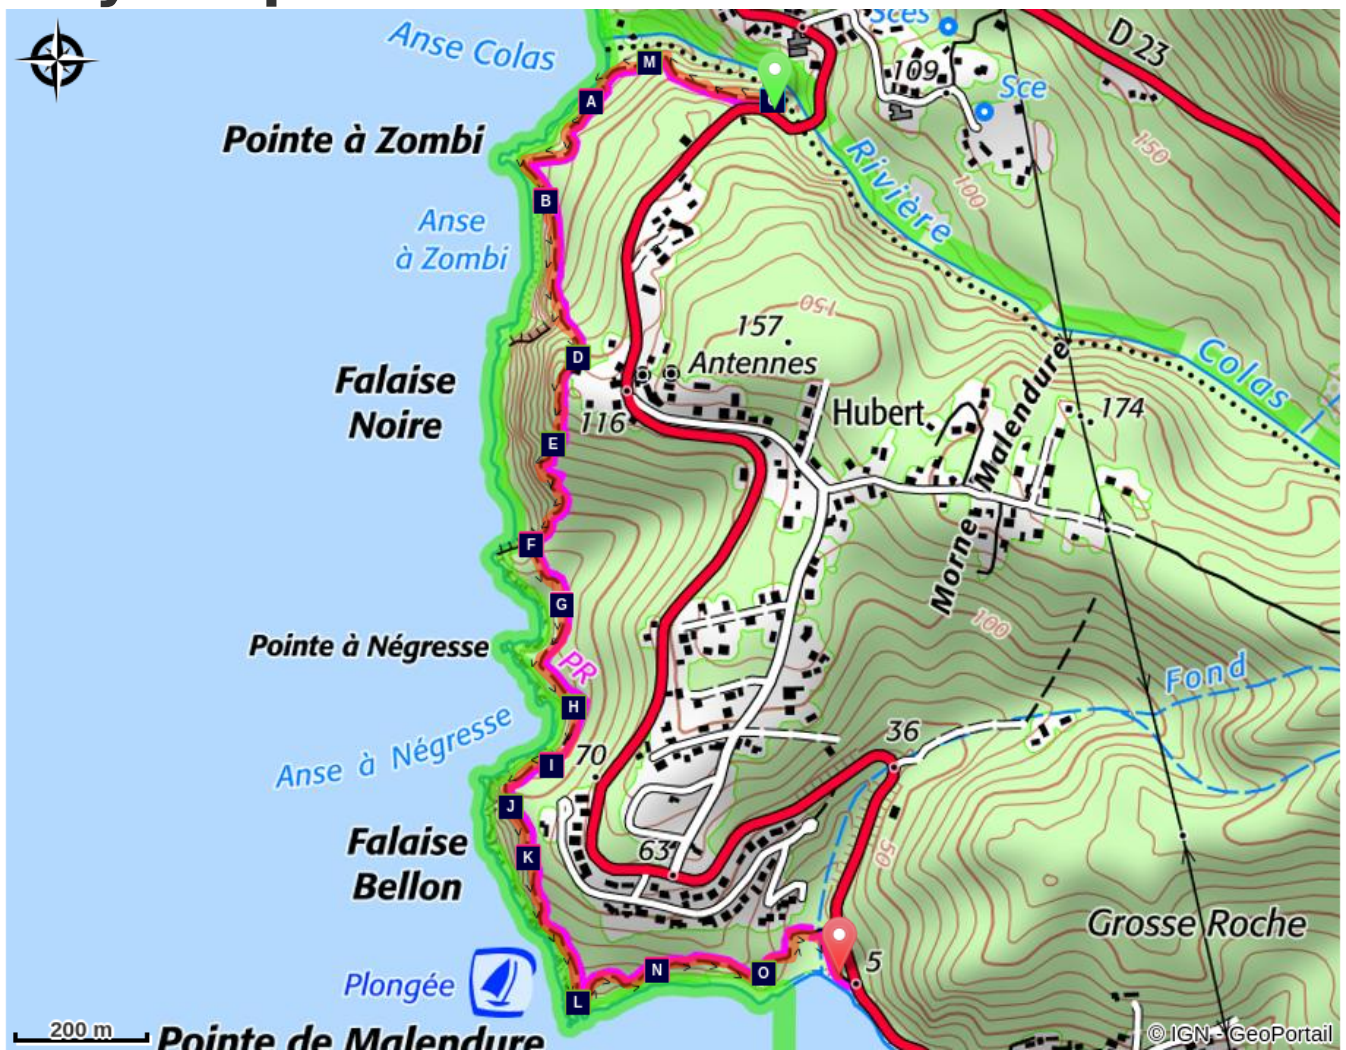 Sces
D 23
Anse Colas
M
109
Sce
A
Pointe à Zombi
150
100
Rivière
B
Anse
à Zombi
150
157
Antennes
Colas
D
Falaise
Noire
116
Hubert
174
Morne Malendure
E
F
G
100
Pointe à Négresse
PR
Fond
H
Anse à Négresse
36
I
70
J
Falaise
Bellon
K
63
50
Grosse Roche
5
Plongée
N
O
L
200 m
Pointe de Malendure
© IGN - GeoPortail